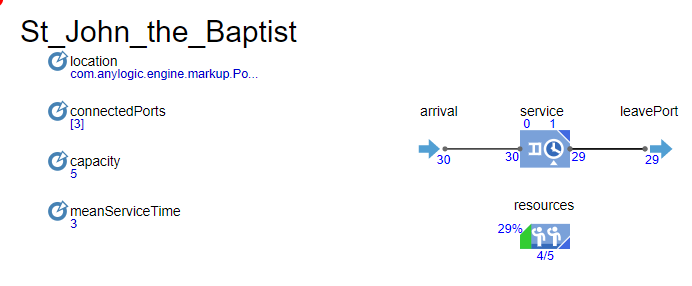 St_John_the_Baptist
location
com.anylogic.engine.markup.Po...
connectedPorts
[3]
capacity
5
meanServiceTime
3
arrival
service
leavePort
0 1
30
30
29
29
resources
29%
4/5